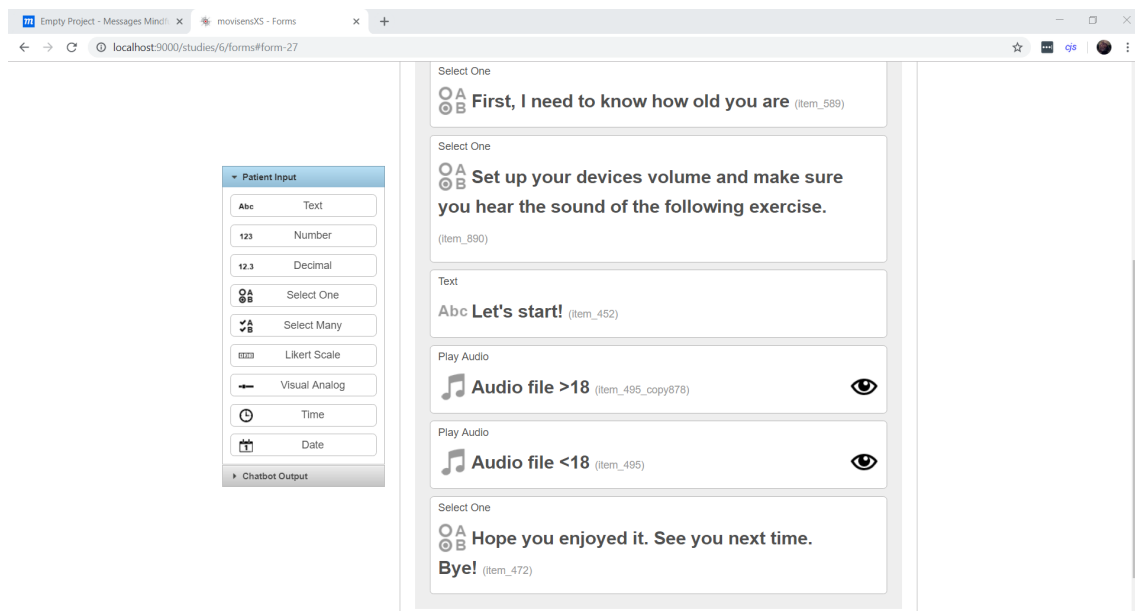 Empty Project - Messages Mindf
movisensXS - Forms
localhost:9000/studies/6/forms#form-27
cjs
Select One
First, I need to know how old you are (item_589)
Select One
Set up your devices volume and make sure
you hear the sound of the following exercise.
(item_890)
Text
Abc Let's start! (item_452)
Play Audio
Audio file >18 (item_495_copy878)
Play Audio
Audio file <18 (item_495)
Select One
Hope you enjoyed it. See you next time.
Bye! (item_472)
Patient Input
Abc Text
123 Number
12.3 Decimal
Select One
Select Many
Likert Scale
Visual Analog
Time
1 Date
Chatbot Output